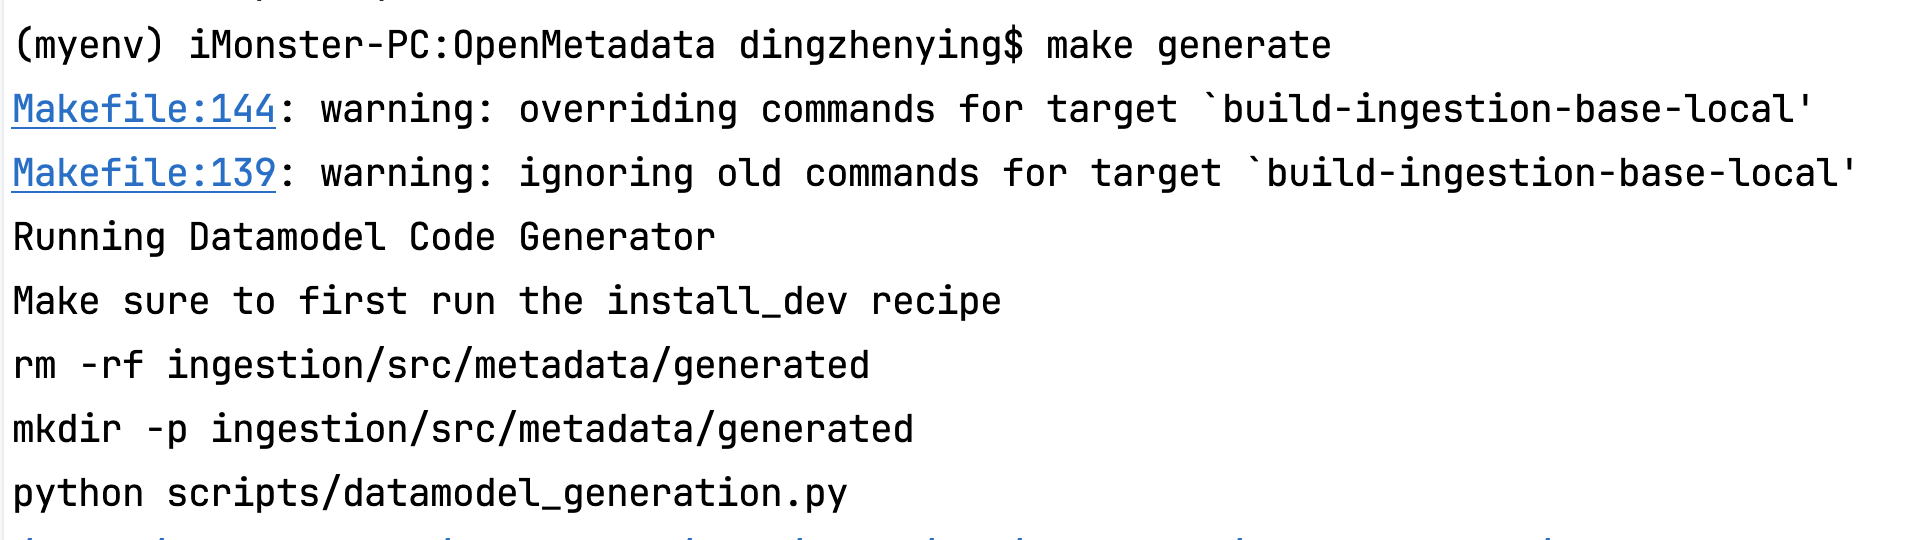 (myenv) iMonster-PC:OpenMetadata dingzhenying$ make generate
Makefile:144: warning: overriding commands for target `build-ingestion-base-local'
Makefile:139: warning: ignoring old commands for target `build-ingestion-base-local'
Running Datamodel Code Generator
Make sure to first run the install_dev recipe
rm -rf ingestion/src/metadata/generated
mkdir -p ingestion/src/metadata/generated
python scripts/datamodel_generation.py